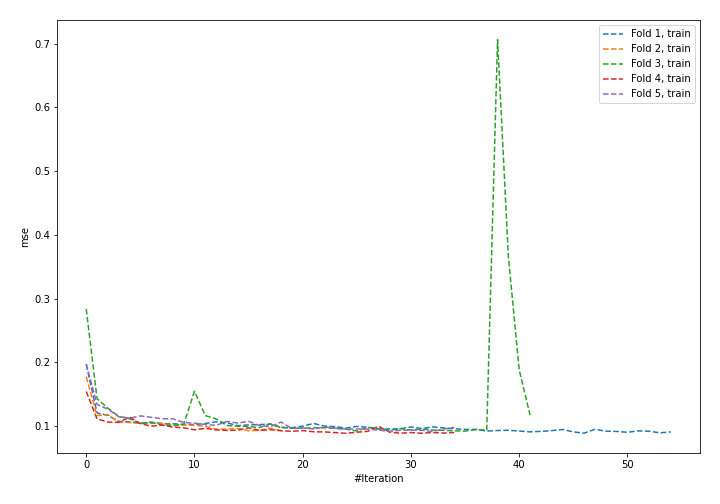 0.7
0.6
0.5
0.4
0.3
0.2
0.1
mse
0 10 20 30 40 50
#Iteration
Fold 1, train
Fold 2, train
Fold 3, train
Fold 4, train
Fold 5, train